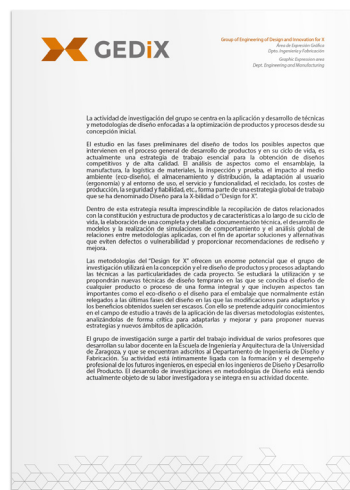 GEDiX
Group of Engineering of Design and Innovation for X
Área de Expresión Gráfica
Dpto. Ingeniería y Fabricación
Graphic Expression area
Dept. Engineering and Manufacturing
La actividad de investigación del grupo se centra en la aplicación y desarrollo de técnicas
y metodologías de diseño enfocadas a la optimización de productos y procesos desde su
concepción inicial.
El estudio en las fases preliminares del diseño de todos los posibles aspectos que
intervienen en el proceso general de desarrollo de productos y en su ciclo de vida, es
actualmente una estrategia de trabajo esencial para la obtención de diseños
competitivos y de alta calidad. El análisis de aspectos como el ensamblaje, la
manufactura, la logística de materiales, la inspección y prueba, el impacto al medio
ambiente (eco-diseño), el almacenamiento y distribución, la adaptación al usuario
(ergonomía) y al entorno de uso, el servicio y funcionalidad, el reciclado, los costes de
producción, la seguridad y fiabilidad, etc., forma parte de una estrategia global de trabajo
que se ha denominado Diseño para la X-bilidad o "Design for X".
Dentro de esta estrategia resulta imprescindible la recopilación de datos relacionados
con la constitución y estructura de productos y de características a lo largo de su ciclo de
vida, la elaboración de una completa y detallada documentación técnica, el desarrollo de
modelos y la realización de simulaciones de comportamiento y el análisis global de
relaciones entre metodologías aplicadas, con el fin de aportar soluciones y alternativas
que eviten defectos o vulnerabilidad y proporcionar recomendaciones de rediseño y
mejora.
Las metodologías del "Design for X" ofrecen un enorme potencial que el grupo de
investigación utilizará en la concepción y el re diseño de productos y procesos adaptando
las técnicas a las particularidades de cada proyecto. Se estudiará la utilización y se
propondrán nuevas técnicas de diseño temprano en las que se conciba el diseño de
cualquier producto o proceso de una forma integral y que incluyen aspectos tan
importantes como el eco-diseño o el diseño para el embalaje que normalmente están
relegados a las últimas fases del diseño en las que las modificaciones para adaptarlos y
los beneficios obtenidos suelen ser escasos. Con ello se pretende adquirir conocimientos
en el campo de estudio a través de la aplicación de las diversas metodologías existentes,
analizándolas de forma crítica para adaptarlas y mejorar y para proponer nuevas
estrategias y nuevos ámbitos de aplicación.
El grupo de investigación surge a partir del trabajo individual de varios profesores que
desarrollan su labor docente en la Escuela de Ingeniería y Arquitectura de la Universidad
de Zaragoza, y que se encuentran adscritos al Departamento de Ingeniería de Diseño y
Fabricación. Su actividad está íntimamente ligada con la formación y el desempeño
profesional de los futuros ingenieros, en especial en los ingenieros de Diseño y Desarrollo
del Producto. El desarrollo de investigaciones en metodologías de Diseño está siendo
actualmente objeto de su labor investigadora y se integra en su actividad docente.